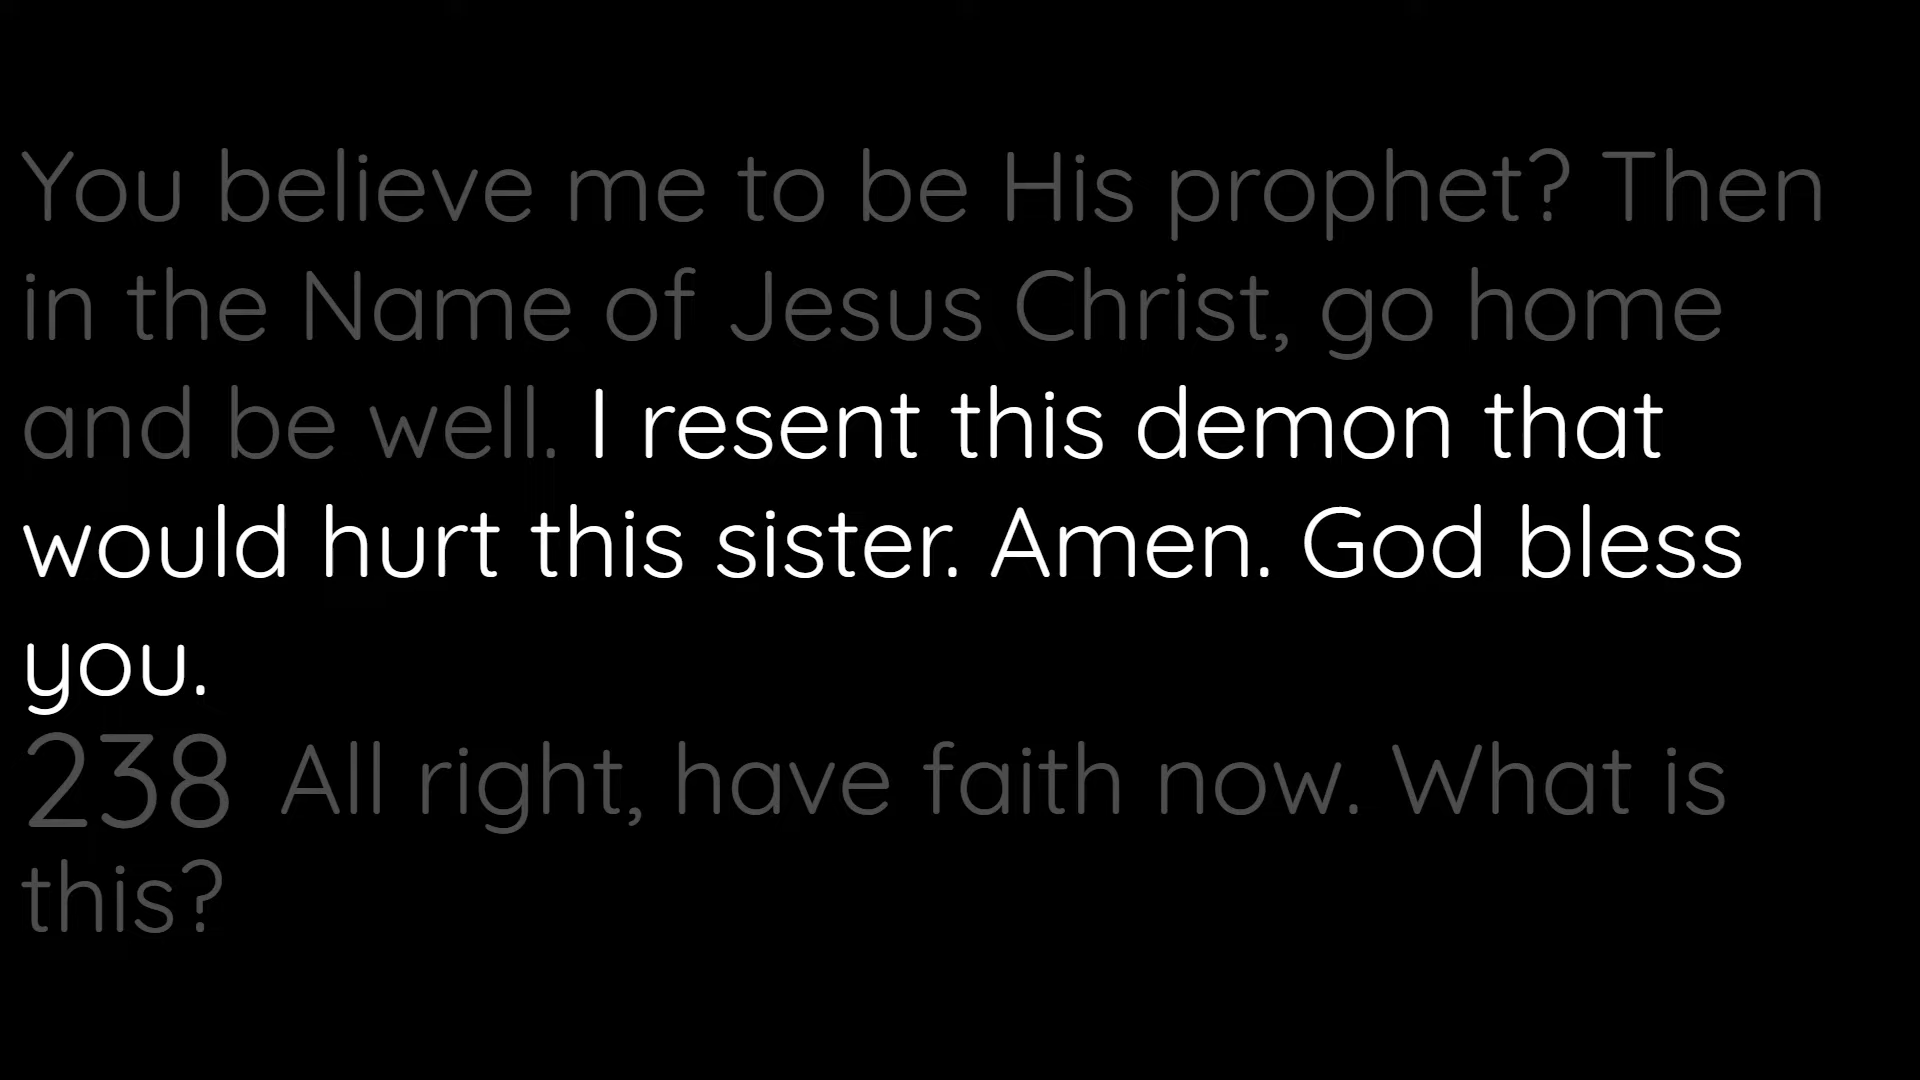 You believe me to be His prophet? Then
in the Name of Jesus Christ, go home
and be well. I resent this demon that
would hurt this sister. Amen. God bless
you.
238 All right, have faith now. What is
this?